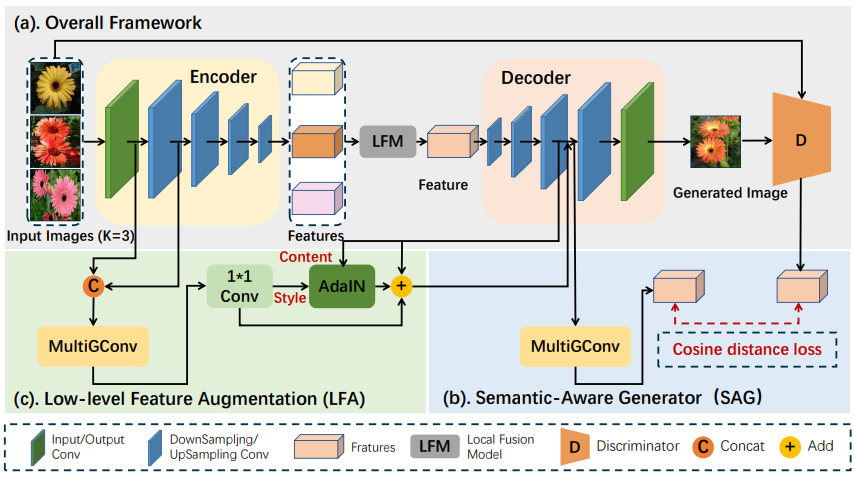 (a). Overall Framework
Encoder
Decoder
LFM
D
Feature
Generated Image
Input Images (K=3)
Features
Content
C
1*1
Conv
Style
AdaIN
+
MultiGConv
MultiGConv
Cosine distance loss
(c). Low-level Feature Augmentation (LFA)
(b). Semantic-Aware Generator (SAG)
Input/Output
Conv
DownSampljng/
UpSampling Conv
Fratures
LFM
Local Fusion
Model
D
Discriminator
C
Concat
+
Add